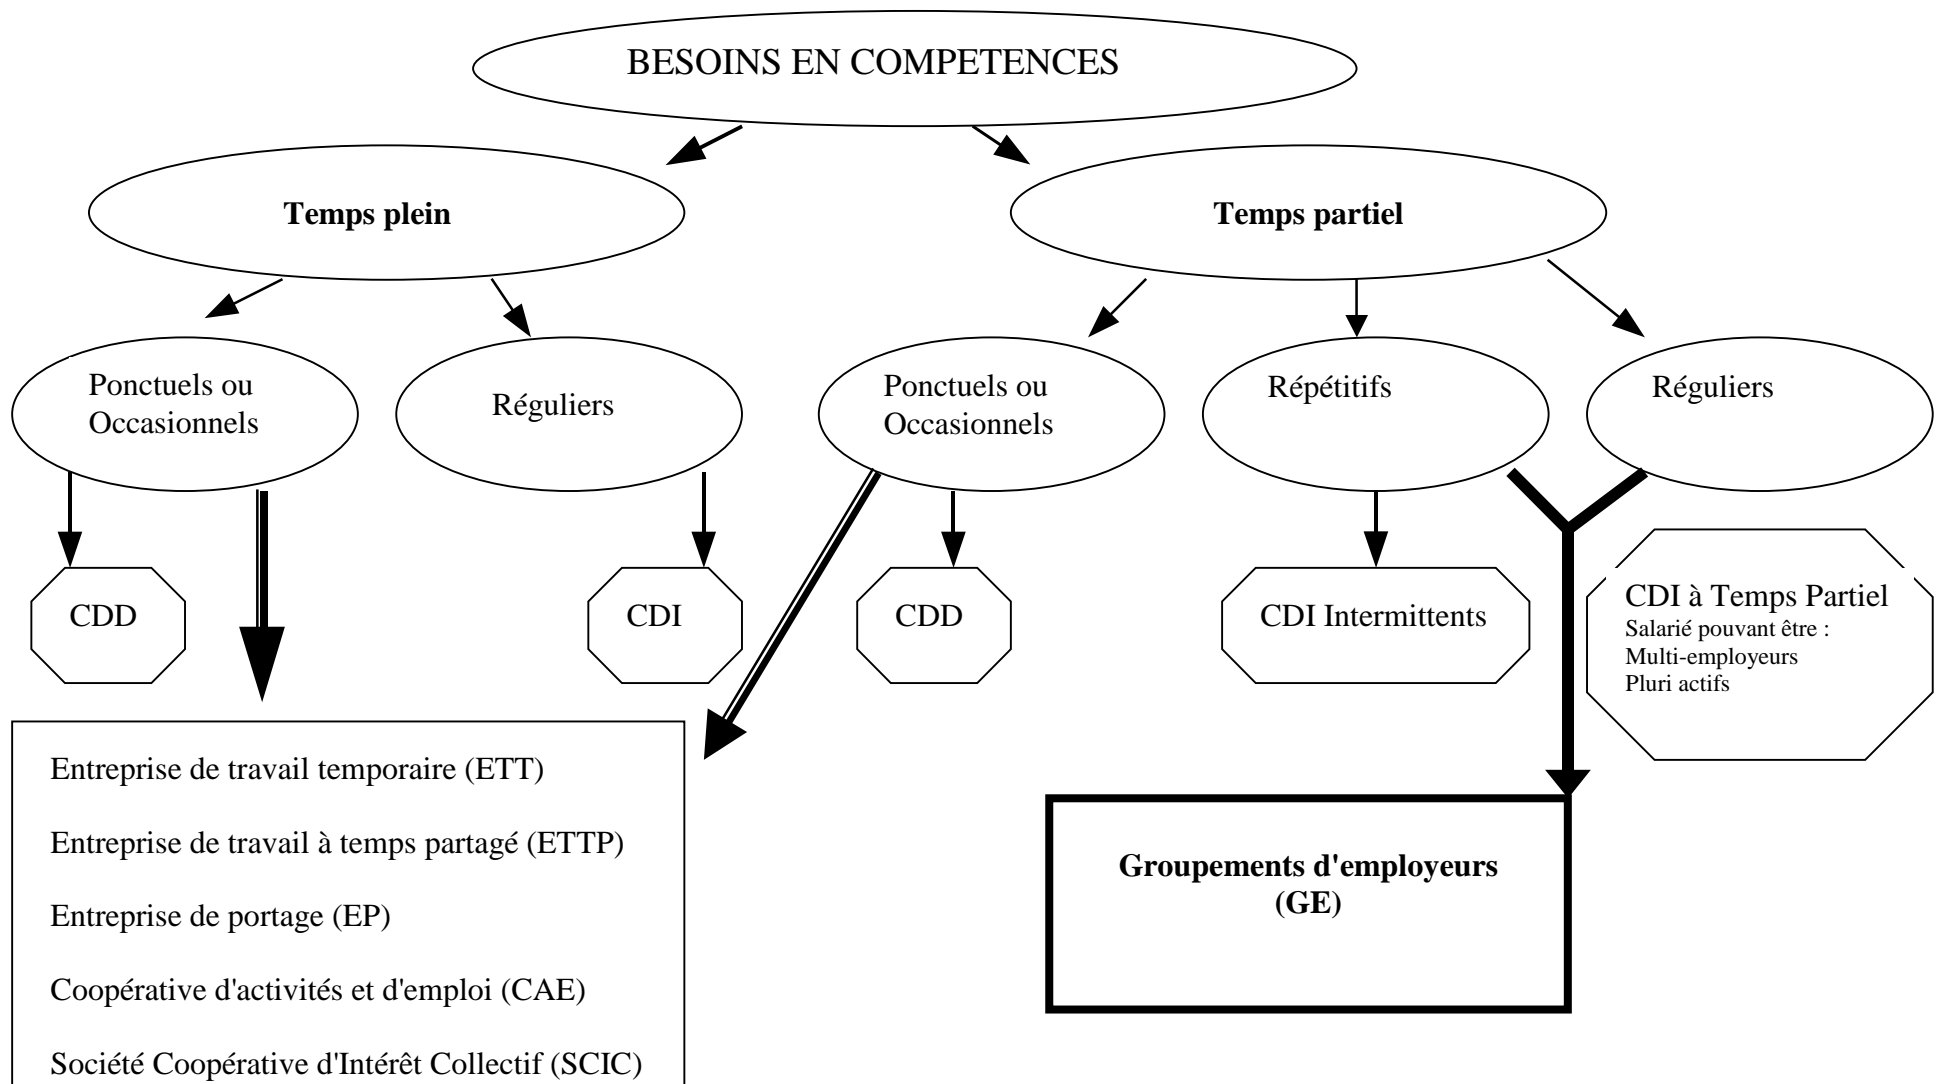 BESOINS EN COMPETENCES
Temps plein
Temps partiel
Ponctuels ou
Occasionnels
Réguliers
Ponctuels ou
Occasionnels
Répétitifs
Réguliers
CDD
CDI
CDD
CDI Intermittents
CDI à Temps Partiel
Salarié pouvant être :
Multi-employeurs
Pluri actifs
Entreprise de travail temporaire (ETT)
Entreprise de travail à temps partagé (ETTP)
Entreprise de portage (EP)
Coopérative d'activités et d'emploi (CAE)
Société Coopérative d'Intérêt Collectif (SCIC)
Groupements d'employeurs
(GE)